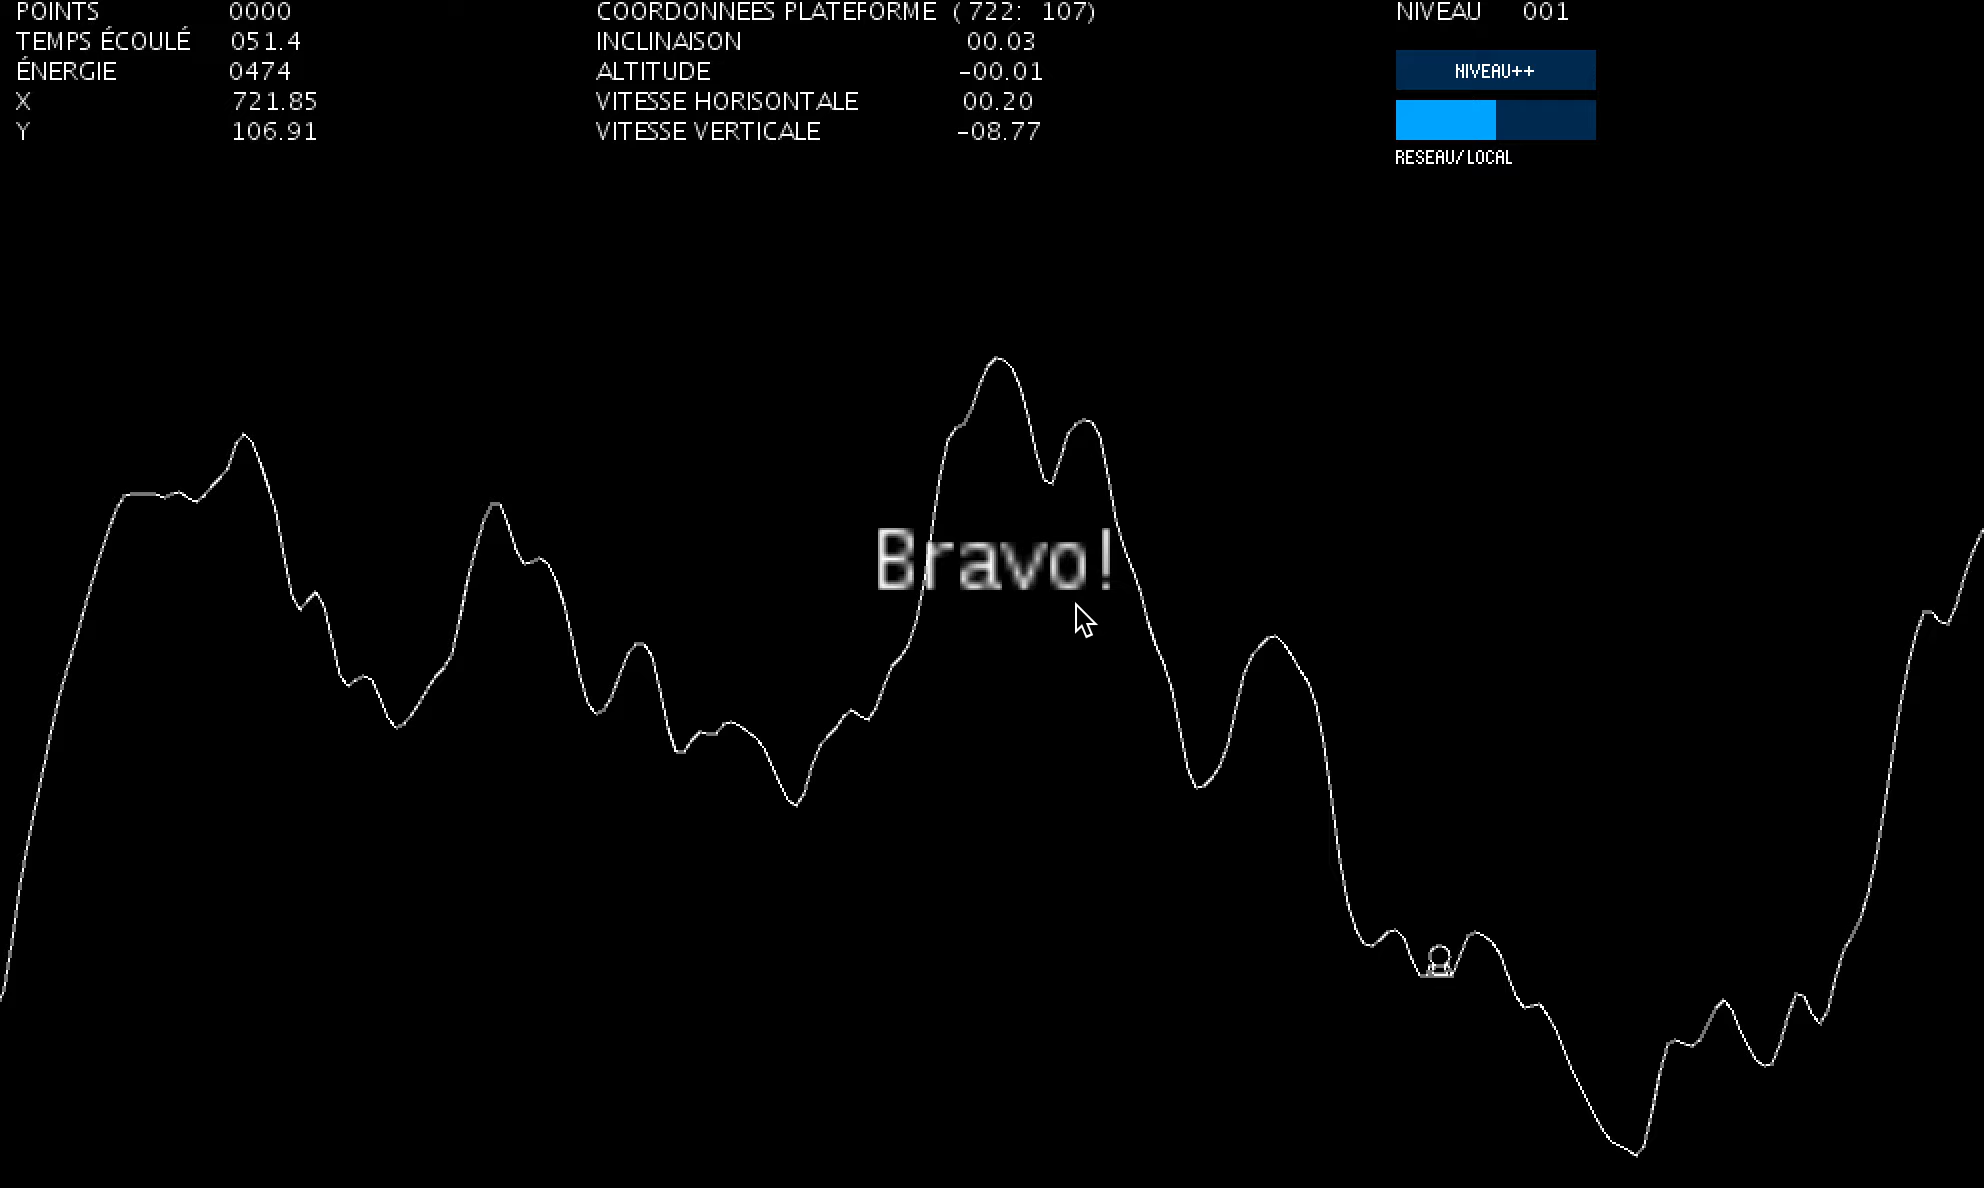 POINTS 0000
TEMPS ÉCOULÉ 051.4
ÉNERGIE 0474
X 721.85
Y 106.91
COORDONNEES PLATEFORME (722: 107)
INCLINAISON 00.03
ALTITUDE -00.01
VITESSE HORISONTALE 00.20
VITESSE VERTICALE -08.77
NIVEAU 001
NIVEAU++
RESEAU/LOCAL
Bravo!